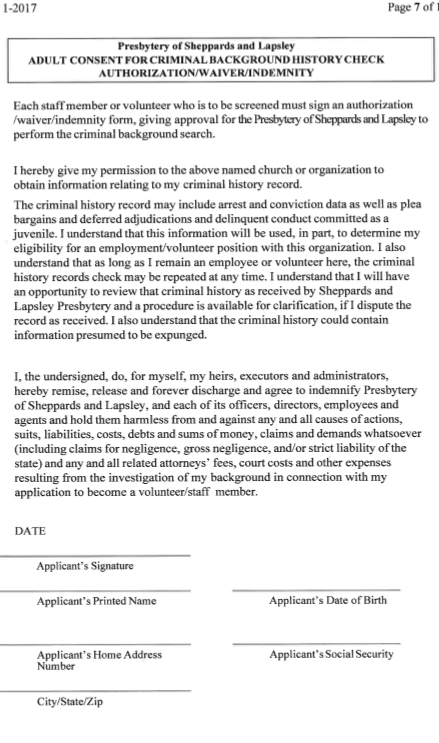 1-2017 Page 7 of 1
Presbytery of Sheppards and Lapsley
ADULT CONSENT FOR CRIMINAL BACKGROUND HISTORY CHECK
AUTHORIZATION/WAIVER/INDEMNITY
Each staff member or volunteer who is to be screened must sign an authorization
/waiver/indemnity form, giving approval for the Presbytery of Sheppards and Lapsley to
perform the criminal background search.
I hereby give my permission to the above named church or organization to
obtain information relating to my criminal history record.
The criminal history record may include arrest and conviction data as well as plea
bargains and deferred adjudications and delinquent conduct committed as a
juvenile. I understand that this information will be used, in part, to determine my
eligibility for an employment/volunteer position with this organization. I also
understand that as long as I remain an employee or volunteer here, the criminal
history records check may be repeated at any time. I understand that I will have
an opportunity to review that criminal history as received by Sheppards and
Lapsley Presbytery and a procedure is available for clarification, if I dispute the
record as received. I also understand that the criminal history could contain
information presumed to be expunged.
I, the undersigned, do, for myself, my heirs, executors and administrators,
hereby remise, release and forever discharge and agree to indemnify Presbytery
of Sheppards and Lapsley, and each of its officers, directors, employees and
agents and hold them harmless from and against any and all causes of actions,
suits, liabilities, costs, debts and sums of money, claims and demands whatsoever
(including claims for negligence, gross negligence, and/or strict liability of the
state) and any and all related attorneys' fees, court costs and other expenses
resulting from the investigation of my background in connection with my
application to become a volunteer/staff member.
DATE
Applicant's Signature
Applicant's Printed Name Applicant's Date of Birth
Applicant's Home Address Applicant's Social Security
Number
City/State/Zip